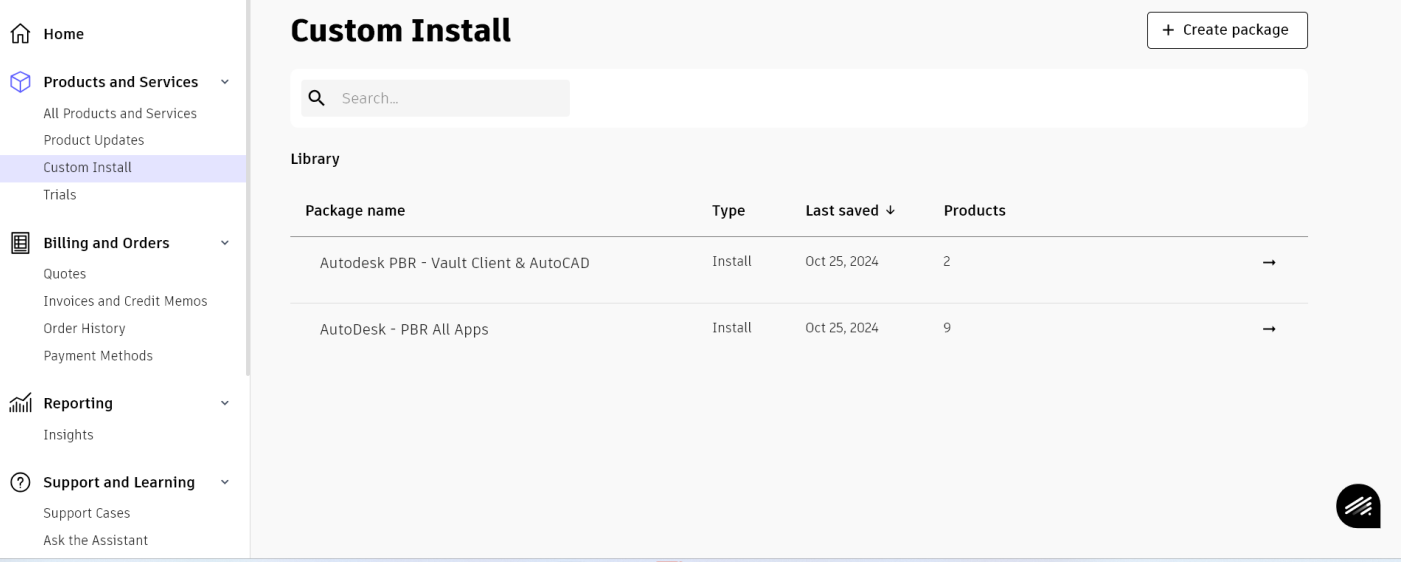 Home
Products and Services
All Products and Services
Product Updates
Custom Install
Trials
Billing and Orders
Quotes
Invoices and Credit Memos
Order History
Payment Methods
Reporting
Insights
Support and Learning
Support Cases
Ask the Assistant
Custom Install
+ Create package
Search...
Library
Package name Type Last saved ↓ Products
Autodesk PBR - Vault Client & AutoCAD Install Oct 25, 2024 2 →
AutoDesk - PBR All Apps Install Oct 25, 2024 9 →